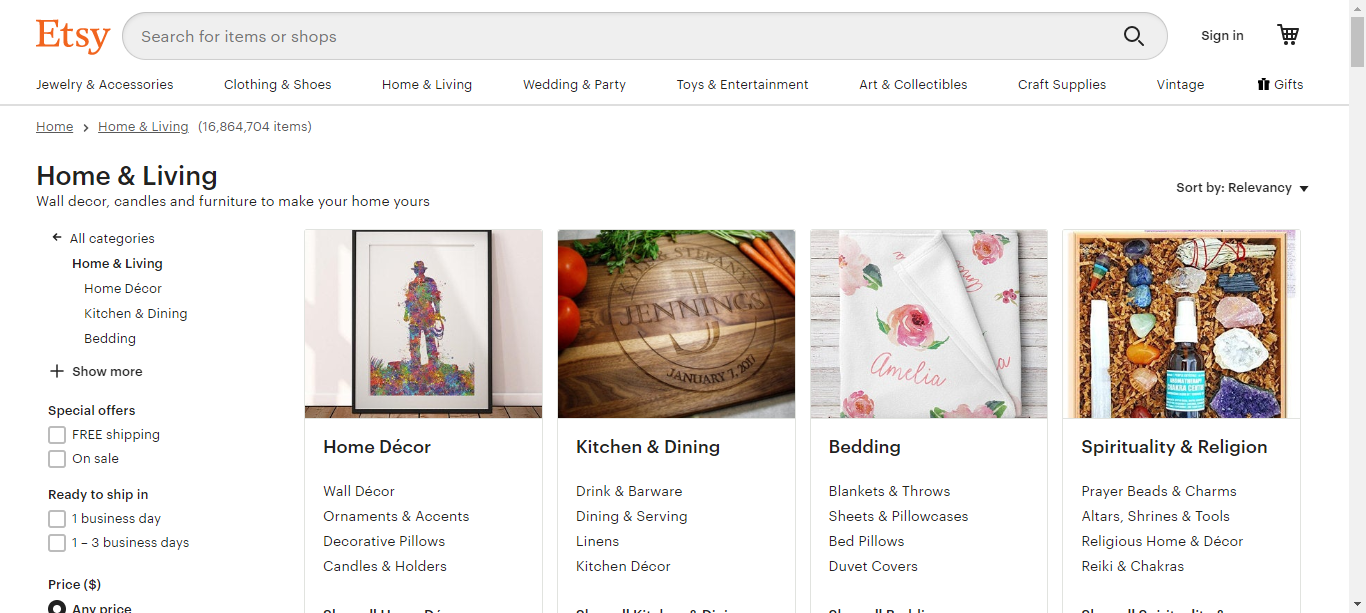 Etsy
Search for items or shops
Sign in
Jewelry & Accessories
Clothing & Shoes
Home & Living
Wedding & Party
Toys & Entertainment
Art & Collectibles
Craft Supplies
Vintage
Gifts
Home
Home & Living
(16,864,704 items)
Home & Living
Wall decor, candles and furniture to make your home yours
Sort by: Relevancy
All categories
Home & Living
Home Décor
Kitchen & Dining
Bedding
Show more
Special offers
FREE shipping
On sale
Ready to ship in
1 business day
1 – 3 business days
Price ($)
Any price
Home Décor
Wall Décor
Ornaments & Accents
Decorative Pillows
Candles & Holders
JENNINGS
J
JANUARY 7, 2017
Kitchen & Dining
Drink & Barware
Dining & Serving
Linens
Kitchen Décor
Amelia
Bedding
Blankets & Throws
Sheets & Pillowcases
Bed Pillows
Duvet Covers
AROMATHERAPY
Spirituality & Religion
Prayer Beads & Charms
Altars, Shrines & Tools
Religious Home & Décor
Reiki & Chakras